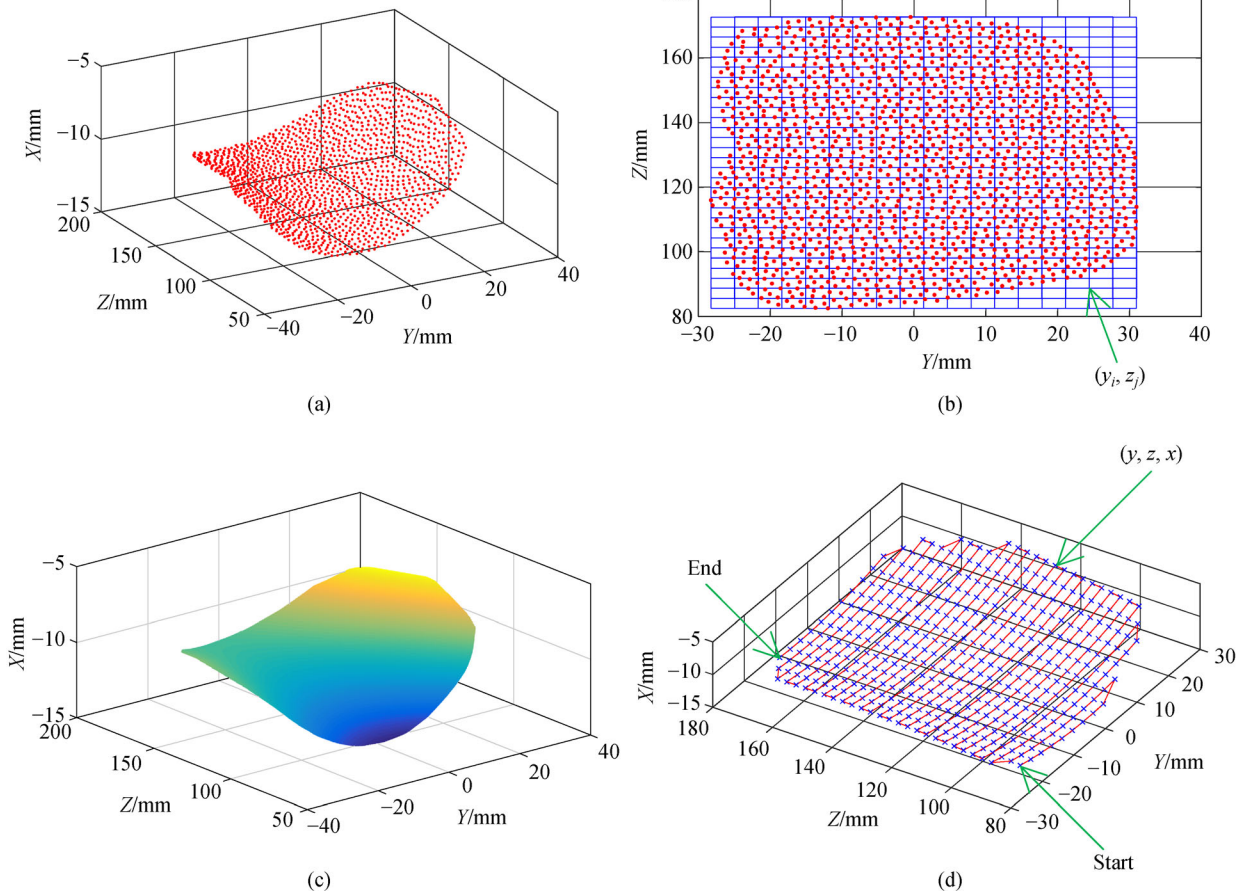 −5
−10
−15
X/mm
200
150
100
50
Z/mm
−40
−20
0
20
40
Y/mm
(a)
160
140
120
100
80
Z/mm
−30
−20
−10
0
10
20
30
40
Y/mm
(yi, zj)
(b)
−5
−10
−15
X/mm
200
150
100
50
Z/mm
−40
−20
0
20
40
Y/mm
(c)
(y, z, x)
End
−5
−10
−15
X/mm
180
160
140
120
100
80
Z/mm
−30
−20
−10
0
10
20
30
Y/mm
Start
(d)